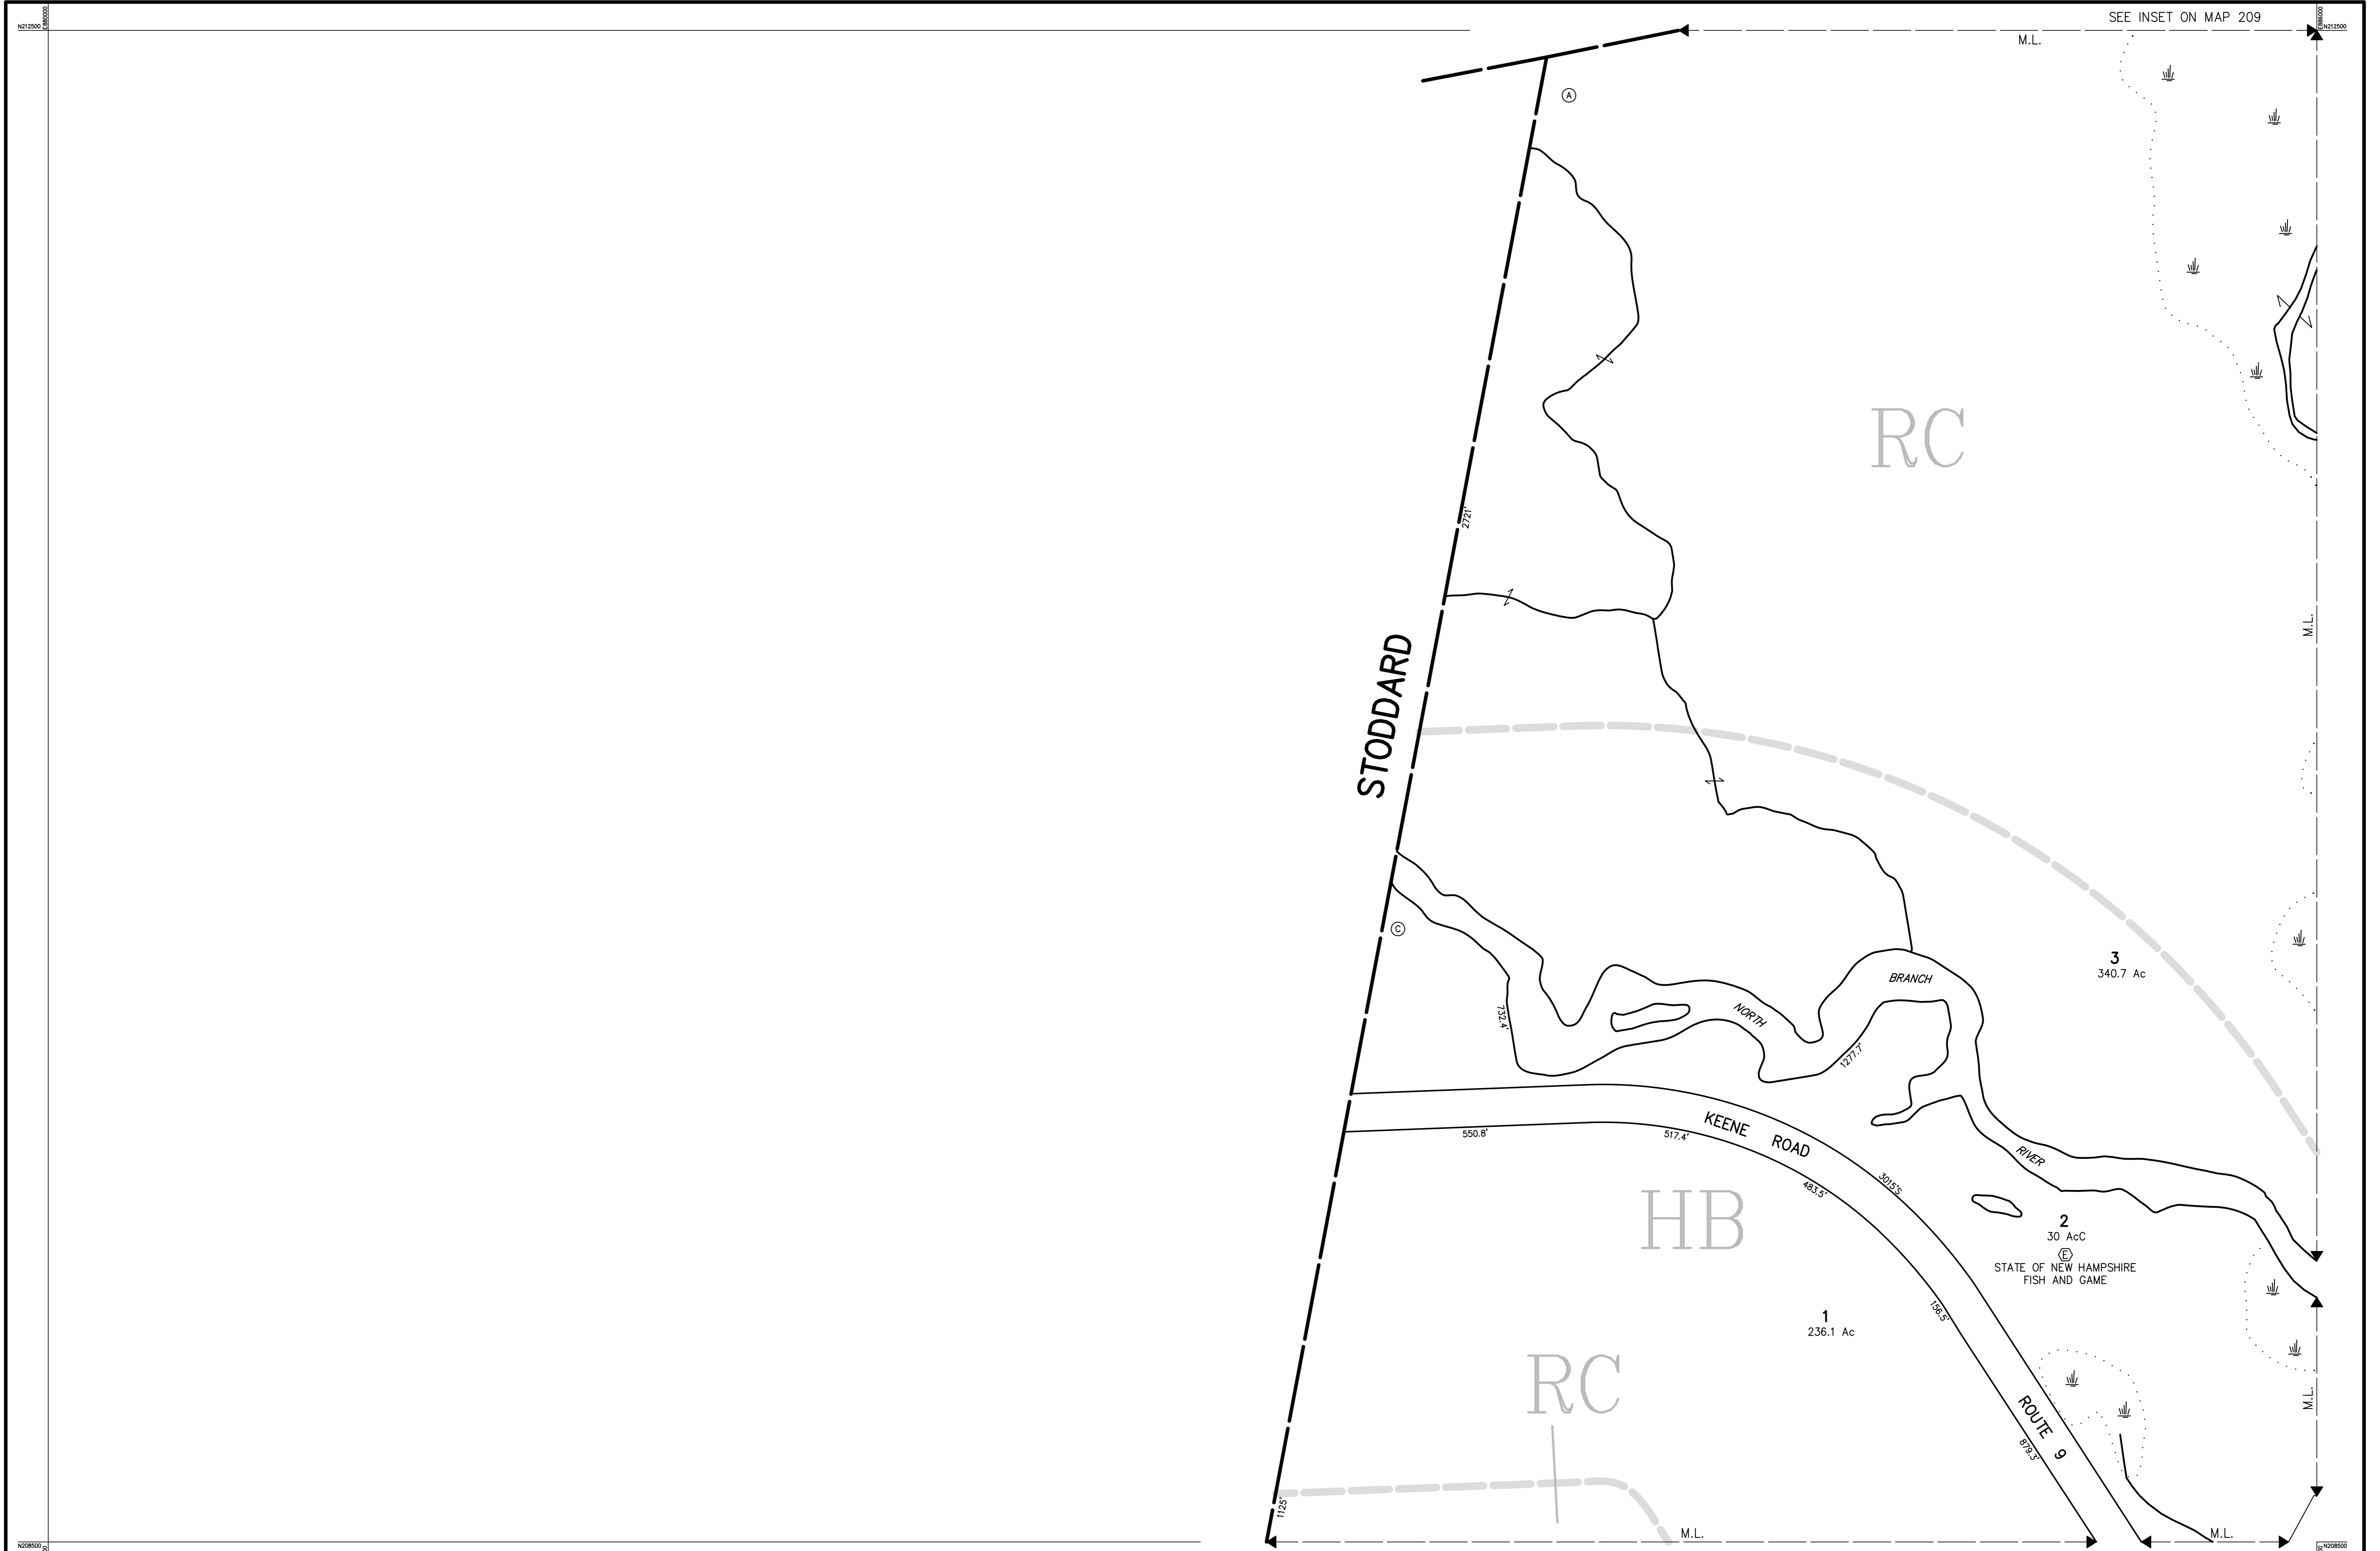 SEE INSET ON MAP 209
N212500
E880000
E886000
N212500
M.L.
A
RC
2721'
M.L.
STODDARD
C
3
340.7 Ac
BRANCH
NORTH
732.4'
1277.7'
KEENE ROAD
550.8'
517.4'
483.5'
3015'S
RIVER
HB
2
30 AcC
E
STATE OF NEW HAMPSHIRE
FISH AND GAME
156.5'
1
236.1 Ac
RC
M.L.
ROUTE 9
879.3'
1125'
M.L.
M.L.
N208500
N208500